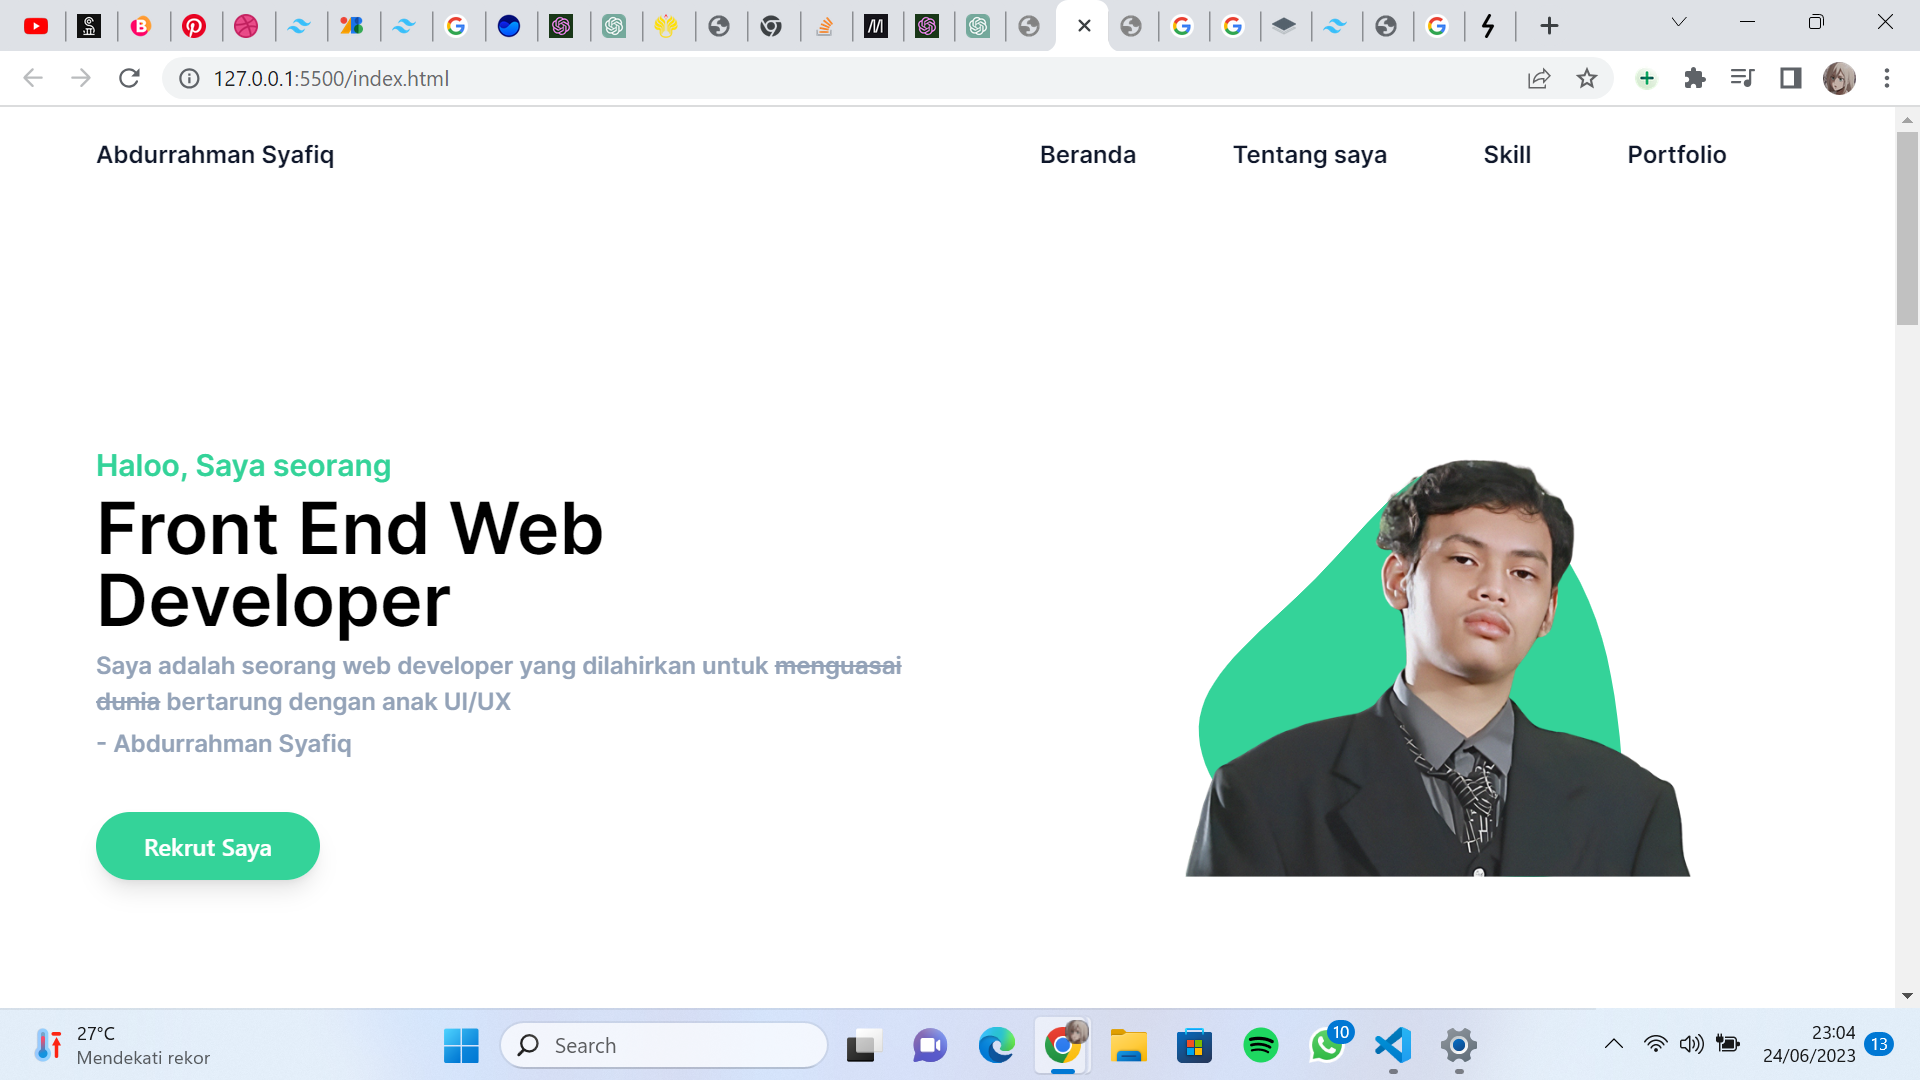 127.0.0.1:5500/index.html
Abdurrahman Syafiq
Beranda
Tentang saya
Skill
Portfolio
Haloo, Saya seorang
Front End Web
Developer
Saya adalah seorang web developer yang dilahirkan untuk menguasai
dunia bertarung dengan anak UI/UX
- Abdurrahman Syafiq
Rekrut Saya
27°C
Mendekati rekor
Search
10
23:04
24/06/2023
13